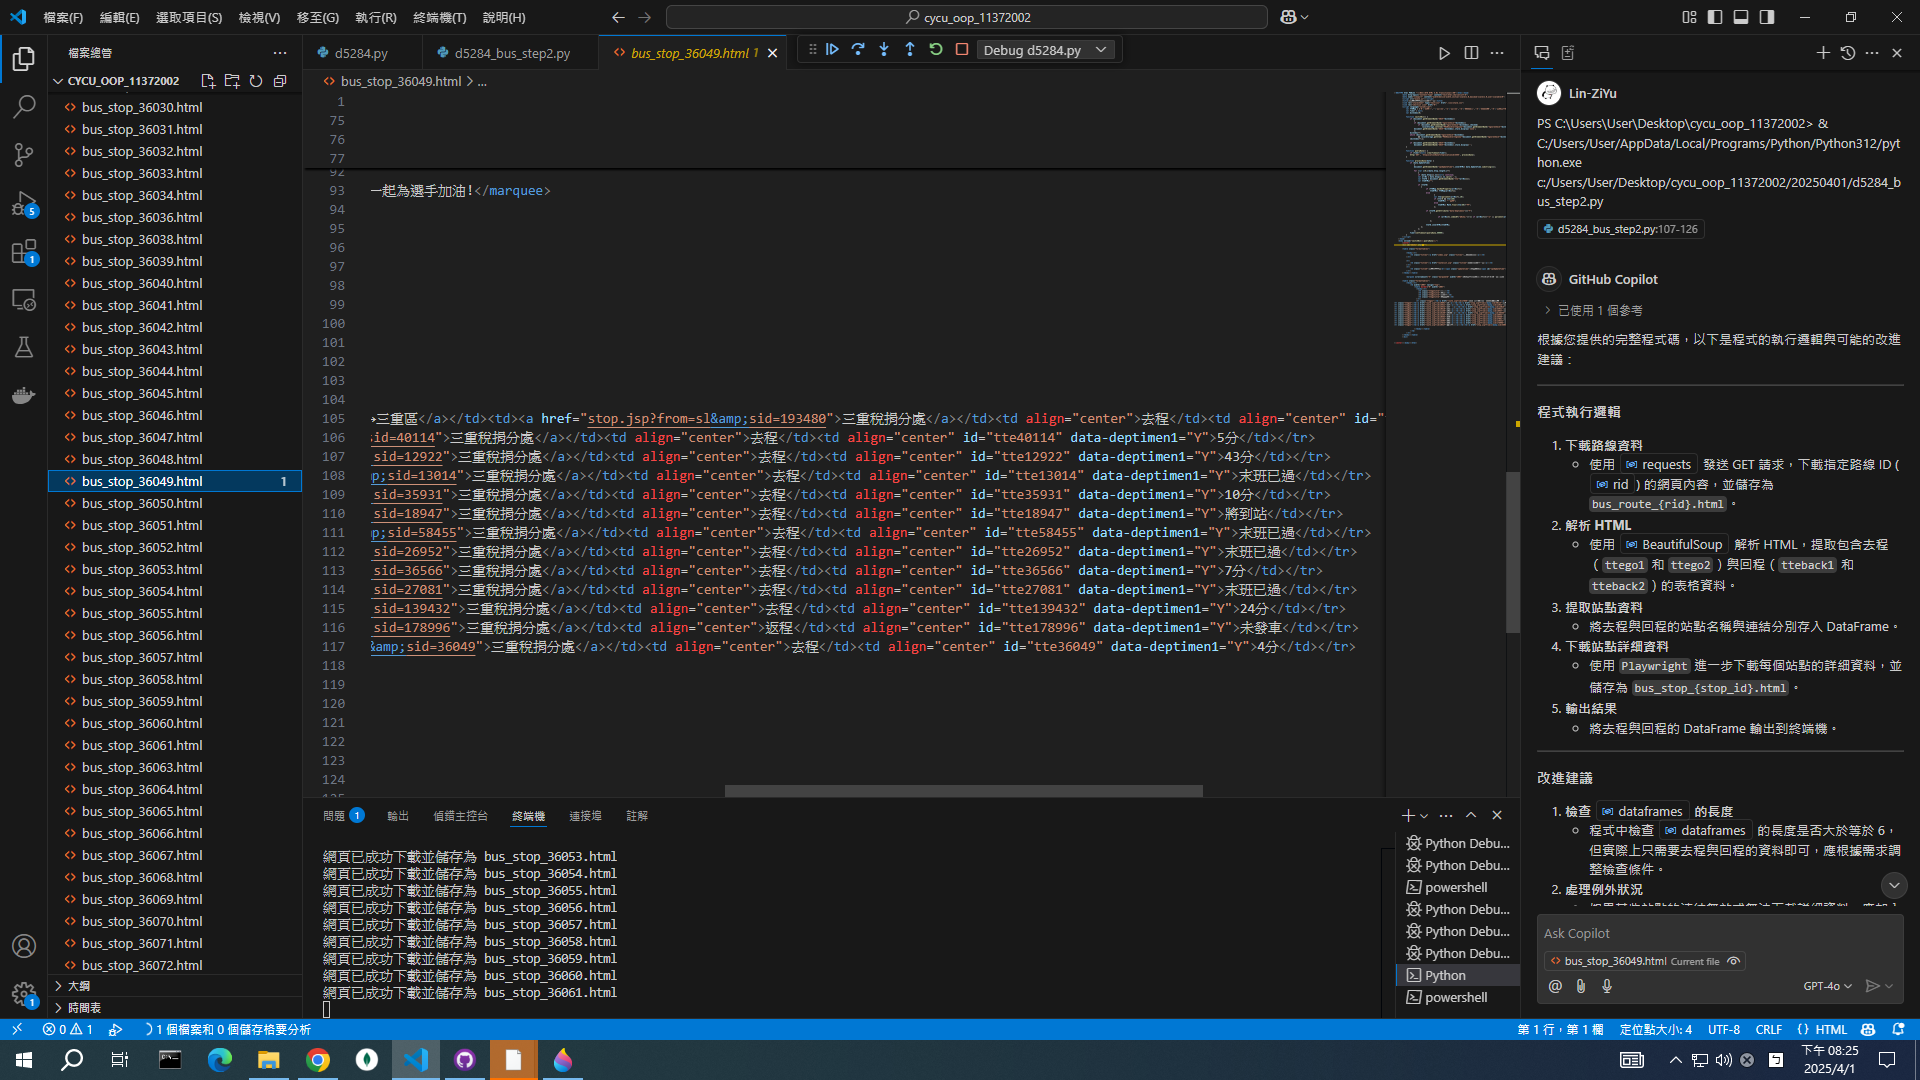 檔案(F) 編輯(E) 選取項目(S) 檢視(V) 移至(G) 執行(R) 終端機(T) 說明(H)
cycu_oop_11372002
檔案總管
CYCU_OOP_11372002
bus_stop_36030.html
bus_stop_36031.html
bus_stop_36032.html
bus_stop_36033.html
bus_stop_36034.html
bus_stop_36036.html
bus_stop_36038.html
bus_stop_36039.html
bus_stop_36040.html
bus_stop_36041.html
bus_stop_36042.html
bus_stop_36043.html
bus_stop_36044.html
bus_stop_36045.html
bus_stop_36046.html
bus_stop_36047.html
bus_stop_36048.html
bus_stop_36049.html 1
bus_stop_36050.html
bus_stop_36051.html
bus_stop_36052.html
bus_stop_36053.html
bus_stop_36054.html
bus_stop_36055.html
bus_stop_36056.html
bus_stop_36057.html
bus_stop_36058.html
bus_stop_36059.html
bus_stop_36060.html
bus_stop_36061.html
bus_stop_36063.html
bus_stop_36064.html
bus_stop_36065.html
bus_stop_36066.html
bus_stop_36067.html
bus_stop_36068.html
bus_stop_36069.html
bus_stop_36070.html
bus_stop_36071.html
bus_stop_36072.html
大綱
時間表
5
1
1
d5284.py d5284_bus_step2.py bus_stop_36049.html 1
Debug d5284.py
bus_stop_36049.html > ...
1
75
76
77
92
93 一起為選手加油!</marquee>
94
95
96
97
98
99
100
101
102
103
104
105 三重區</a></td><td><a href="stop.jsp?from=sl&amp;sid=193480">三重稅捐分處</a></td><td align="center">去程</td><td align="center" id="
106 sid=40114">三重稅捐分處</a></td><td align="center">去程</td><td align="center" id="tte40114" data-deptimen1="Y">5分</td></tr>
107 sid=12922">三重稅捐分處</a></td><td align="center">去程</td><td align="center" id="tte12922" data-deptimen1="Y">43分</td></tr>
108 p;sid=13014">三重稅捐分處</a></td><td align="center">去程</td><td align="center" id="tte13014" data-deptimen1="Y">末班已過</td></tr>
109 sid=35931">三重稅捐分處</a></td><td align="center">去程</td><td align="center" id="tte35931" data-deptimen1="Y">10分</td></tr>
110 sid=18947">三重稅捐分處</a></td><td align="center">去程</td><td align="center" id="tte18947" data-deptimen1="Y">將到站</td></tr>
111 p;sid=58455">三重稅捐分處</a></td><td align="center">去程</td><td align="center" id="tte58455" data-deptimen1="Y">末班已過</td></tr>
112 sid=26952">三重稅捐分處</a></td><td align="center">去程</td><td align="center" id="tte26952" data-deptimen1="Y">末班已過</td></tr>
113 sid=36566">三重稅捐分處</a></td><td align="center">去程</td><td align="center" id="tte36566" data-deptimen1="Y">7分</td></tr>
114 sid=27081">三重稅捐分處</a></td><td align="center">去程</td><td align="center" id="tte27081" data-deptimen1="Y">末班已過</td></tr>
115 sid=139432">三重稅捐分處</a></td><td align="center">去程</td><td align="center" id="tte139432" data-deptimen1="Y">24分</td></tr>
116 sid=178996">三重稅捐分處</a></td><td align="center">返程</td><td align="center" id="tte178996" data-deptimen1="Y">未發車</td></tr>
117 &amp;sid=36049">三重稅捐分處</a></td><td align="center">去程</td><td align="center" id="tte36049" data-deptimen1="Y">4分</td></tr>
118
119
120
121
122
123
124
問題 1 輸出 偵錯主控台 終端機 連接埠 註解
網頁已成功下載並儲存為 bus_stop_36053.html
網頁已成功下載並儲存為 bus_stop_36054.html
網頁已成功下載並儲存為 bus_stop_36055.html
網頁已成功下載並儲存為 bus_stop_36056.html
網頁已成功下載並儲存為 bus_stop_36057.html
網頁已成功下載並儲存為 bus_stop_36058.html
網頁已成功下載並儲存為 bus_stop_36059.html
網頁已成功下載並儲存為 bus_stop_36060.html
網頁已成功下載並儲存為 bus_stop_36061.html
Python Debu...
Python Debu...
powershell
Python Debu...
Python Debu...
Python Debu...
Python
powershell
Lin-ZiYu
PS C:\Users\User\Desktop\cycu_oop_11372002> &
C:/Users/User/AppData/Local/Programs/Python/Python312/pyt
hon.exe
c:/Users/User/Desktop/cycu_oop_11372002/20250401/d5284_b
us_step2.py
d5284_bus_step2.py:107-126
GitHub Copilot
已使用 1 個參考
根據您提供的完整程式碼，以下是程式的執行邏輯與可能的改進
建議：
程式執行邏輯
1. 下載路線資料
使用 requests 發送 GET 請求，下載指定路線 ID (
rid ) 的網頁內容，並儲存為
bus_route_{rid}.html 。
2. 解析 HTML
使用 BeautifulSoup 解析 HTML，提取包含去程
（ ttego1 和 ttego2 ）與回程（ tteback1 和
tteback2 ）的表格資料。
3. 提取站點資料
將去程與回程的站點名稱與連結分別存入 DataFrame。
4. 下載站點詳細資料
使用 Playwright 進一步下載每個站點的詳細資料，並
儲存為 bus_stop_{stop_id}.html 。
5. 輸出結果
將去程與回程的 DataFrame 輸出到終端機。
改進建議
1. 檢查 dataframes 的長度
程式中檢查 dataframes 的長度是否大於等於 6，
但實際上只需要去程與回程的資料即可，應根據需求調
整檢查條件。
2. 處理例外狀況
Ask Copilot
bus_stop_36049.html Current file
GPT-4o
0 1 1 個檔案和 0 個儲存格要分析
第 1 行，第 1 欄 定位點大小: 4 UTF-8 CRLF {} HTML
下午 08:25
2025/4/1